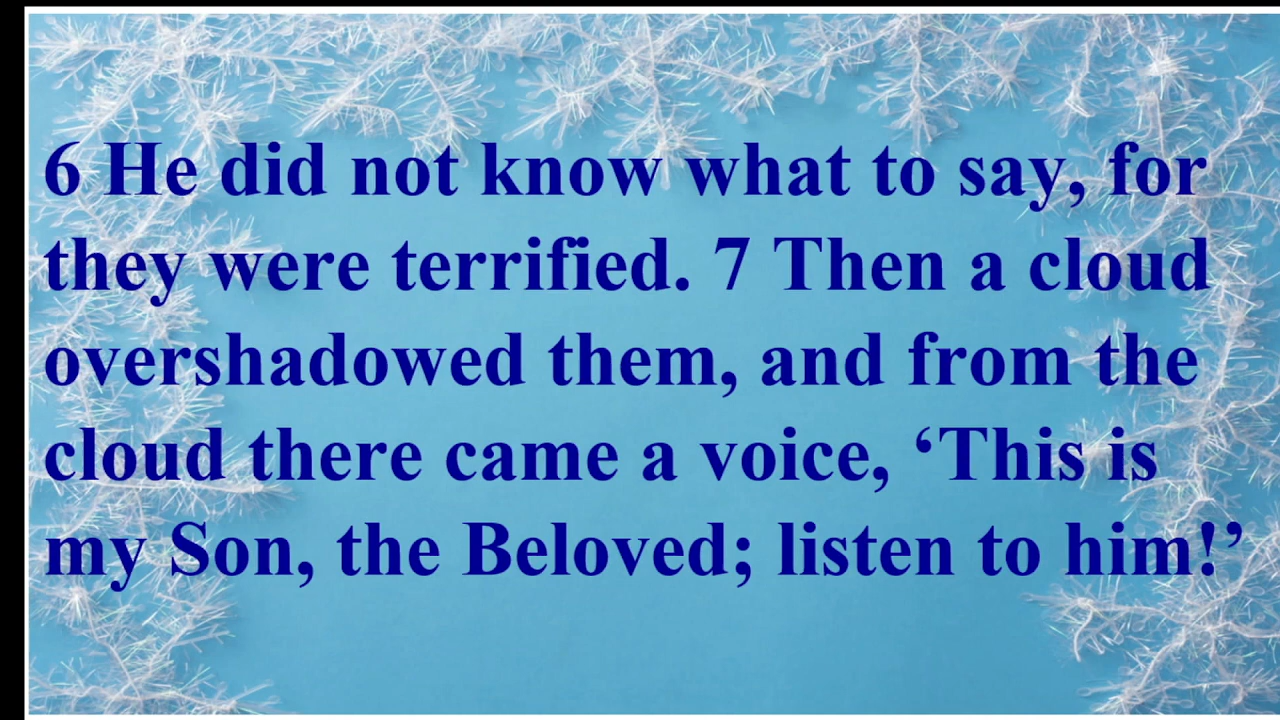 6 He did not know what to say, for
they were terrified. 7 Then a cloud
overshadowed them, and from the
cloud there came a voice, ‘This is
my Son, the Beloved; listen to him!’